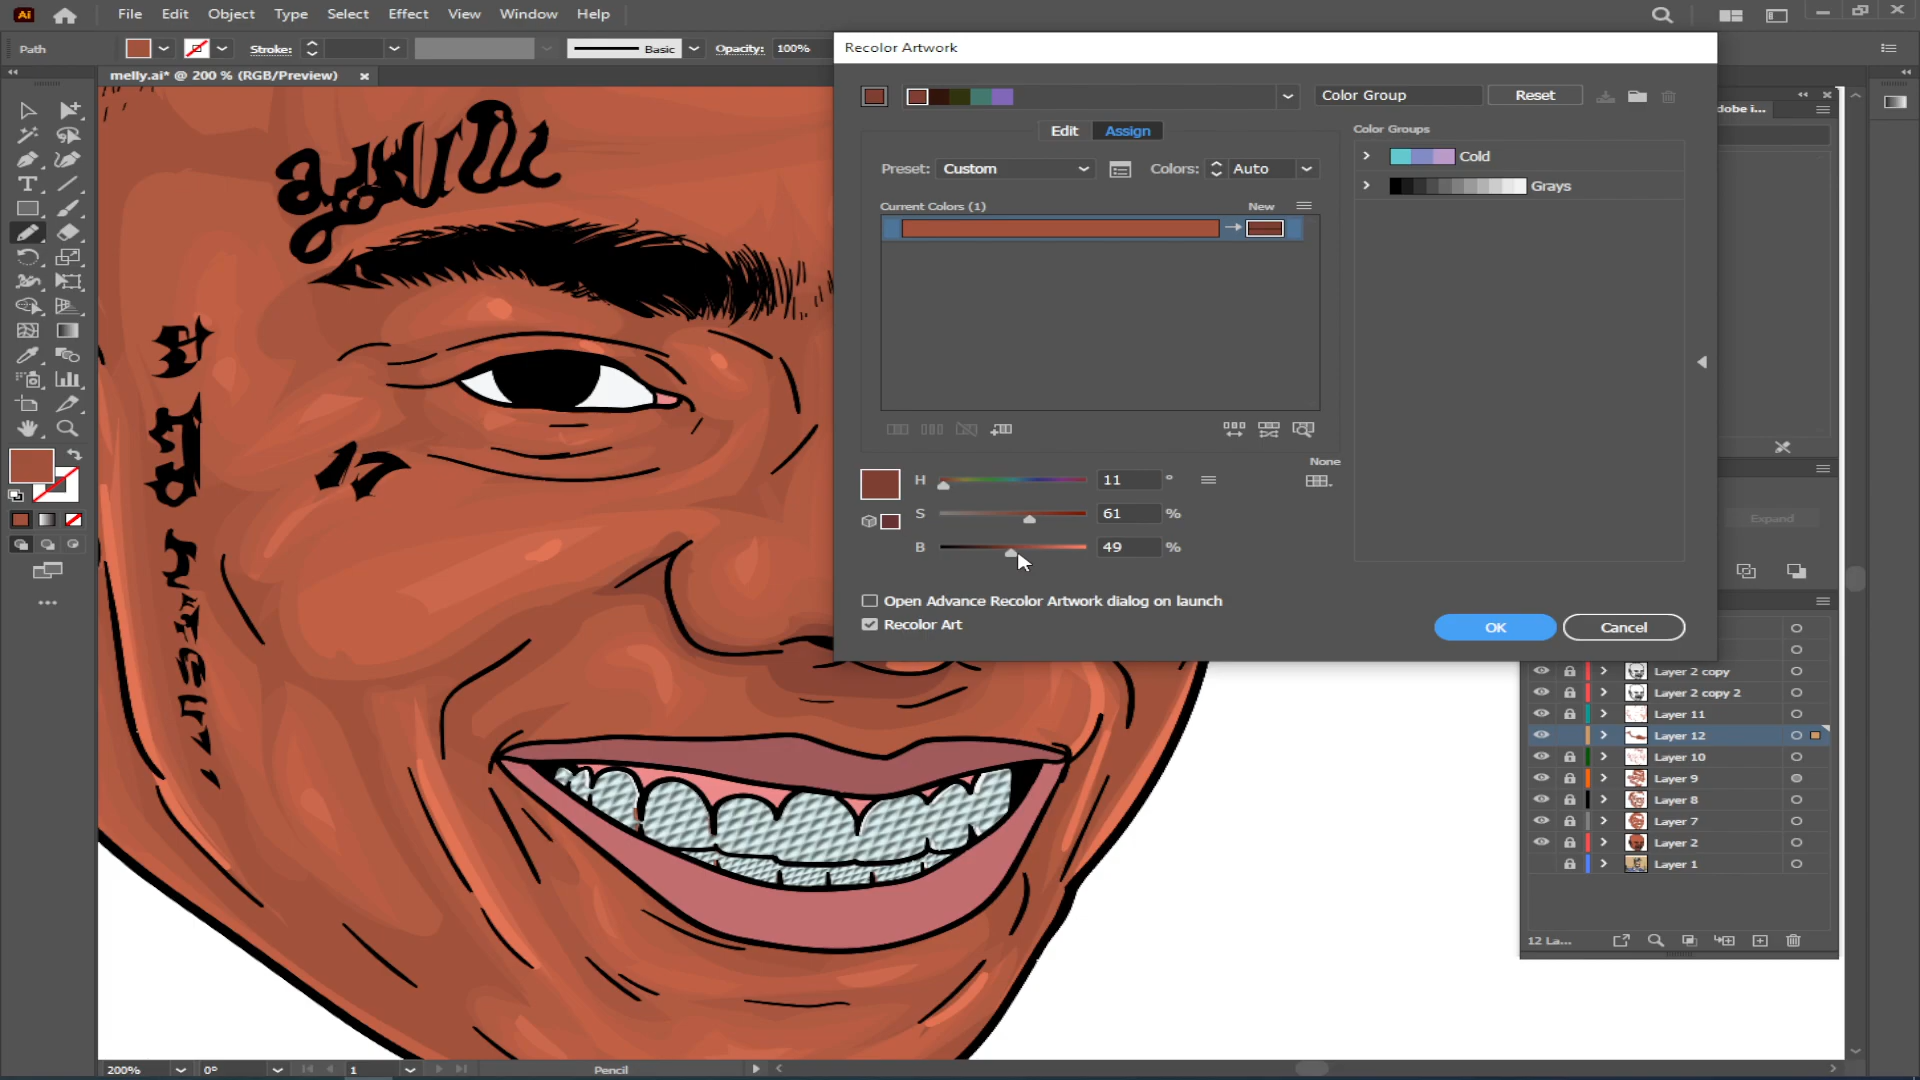 Ai File Edit Object Type Select Effect View Window Help
Path Stroke: Basic Opacity: 100%
Recolor Artwork
melly.ai* @ 200 % (RGB/Preview)
Color Group Reset
dobe i...
Edit Assign
Color Groups
Preset: Custom Colors: Auto
Cold
Grays
Current Colors (1) New
None
H 11 °
S 61 %
B 49 %
Expand
Open Advance Recolor Artwork dialog on launch
Recolor Art
OK Cancel
Layer 2 copy
Layer 2 copy 2
Layer 11
Layer 12
Layer 10
Layer 9
Layer 8
Layer 7
Layer 2
Layer 1
12 La...
200% 0° 1 Pencil